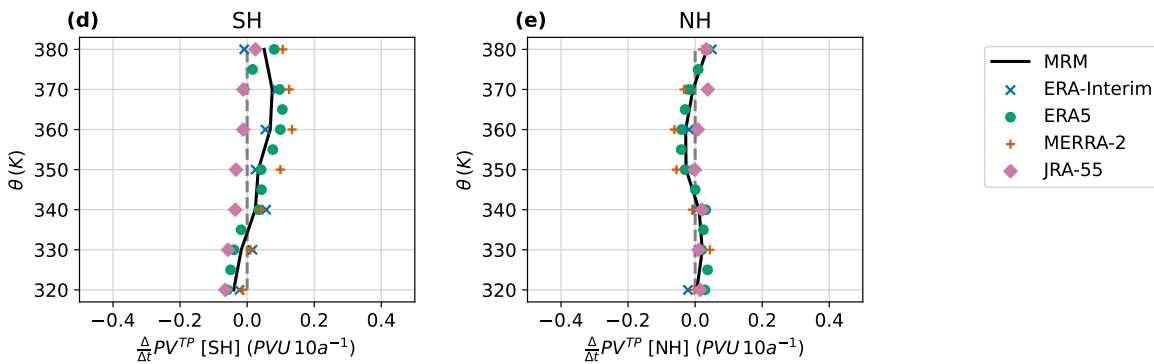 (d) SH
380
370
360
350
340
330
320
θ (K)
−0.4 −0.2 0.0 0.2 0.4
Δ/Δt PV^TP [SH] (PVU 10a⁻¹)
(e) NH
380
370
360
350
340
330
320
θ (K)
−0.4 −0.2 0.0 0.2 0.4
Δ/Δt PV^TP [NH] (PVU 10a⁻¹)
MRM
ERA-Interim
ERA5
MERRA-2
JRA-55